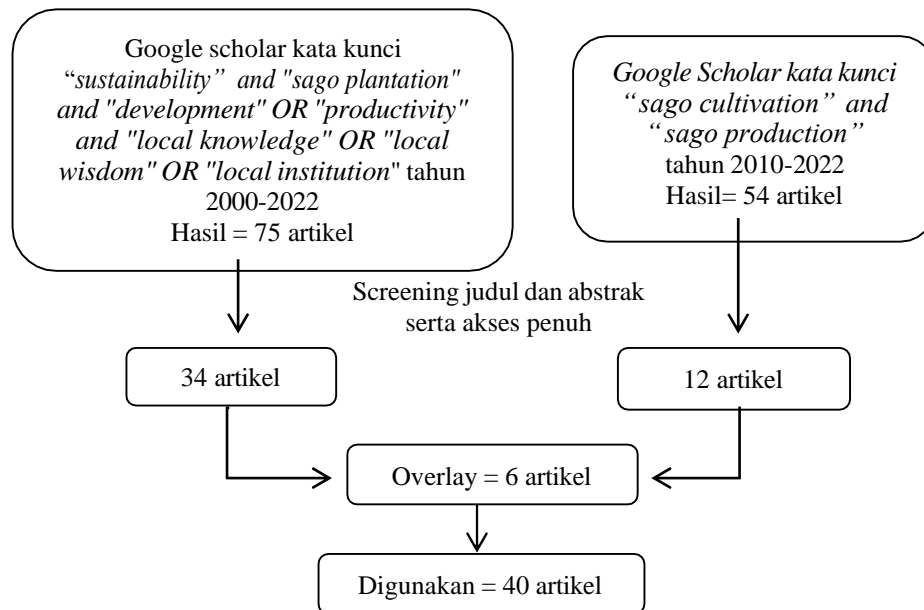 Google scholar kata kunci
“sustainability” and "sago plantation"
and "development" OR "productivity"
and "local knowledge" OR "local
wisdom" OR "local institution" tahun
2000-2022
Hasil = 75 artikel
Google Scholar kata kunci
“sago cultivation” and
“sago production”
tahun 2010-2022
Hasil= 54 artikel
Screening judul dan abstrak
serta akses penuh
34 artikel
12 artikel
Overlay = 6 artikel
Digunakan = 40 artikel